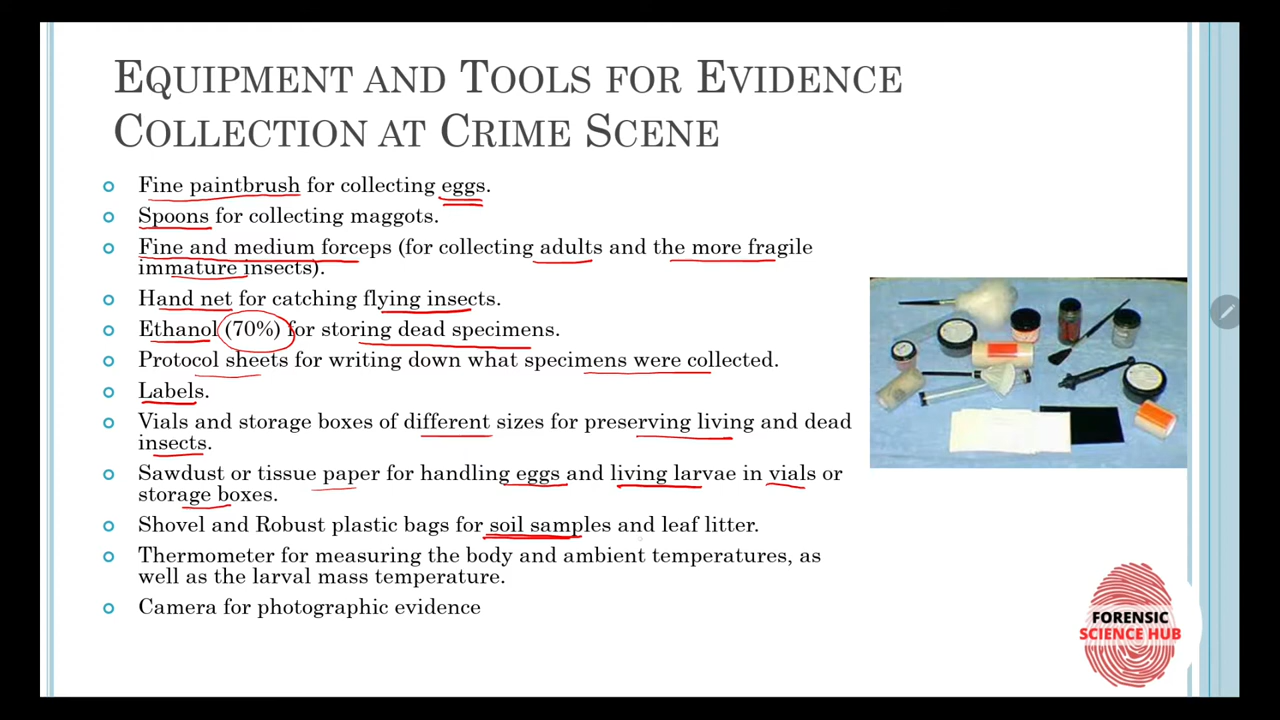 EQUIPMENT AND TOOLS FOR EVIDENCE
COLLECTION AT CRIME SCENE
Fine paintbrush for collecting eggs.
Spoons for collecting maggots.
Fine and medium forceps (for collecting adults and the more fragile
immature insects).
Hand net for catching flying insects.
Ethanol (70%) for storing dead specimens.
Protocol sheets for writing down what specimens were collected.
Labels.
Vials and storage boxes of different sizes for preserving living and dead
insects.
Sawdust or tissue paper for handling eggs and living larvae in vials or
storage boxes.
Shovel and Robust plastic bags for soil samples and leaf litter.
Thermometer for measuring the body and ambient temperatures, as
well as the larval mass temperature.
Camera for photographic evidence
FORENSIC
SCIENCE HUB